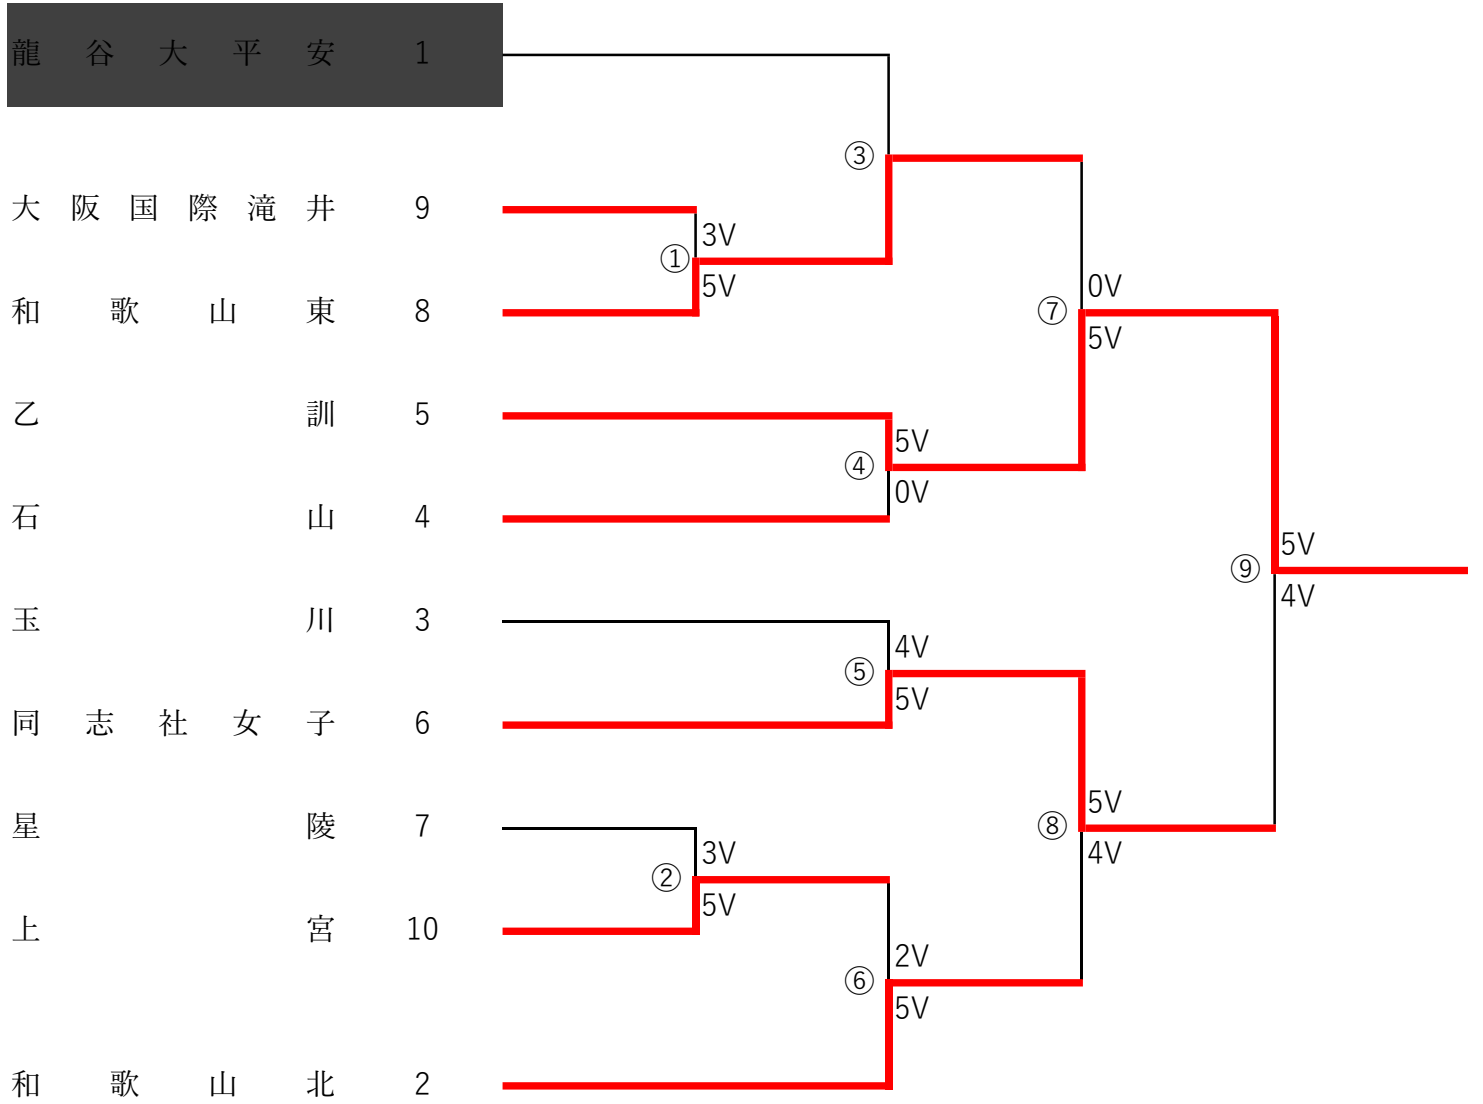 龍谷大平安 1
③
大阪国際滝井 9
3V
①
5V
和歌山東 8
0V
⑦
5V
乙訓 5
5V
④
0V
石山 4
5V
⑨
4V
玉川 3
4V
⑤
5V
同志社女子 6
5V
⑧
4V
星陵 7
3V
②
5V
上宮 10
2V
⑥
5V
和歌山北 2